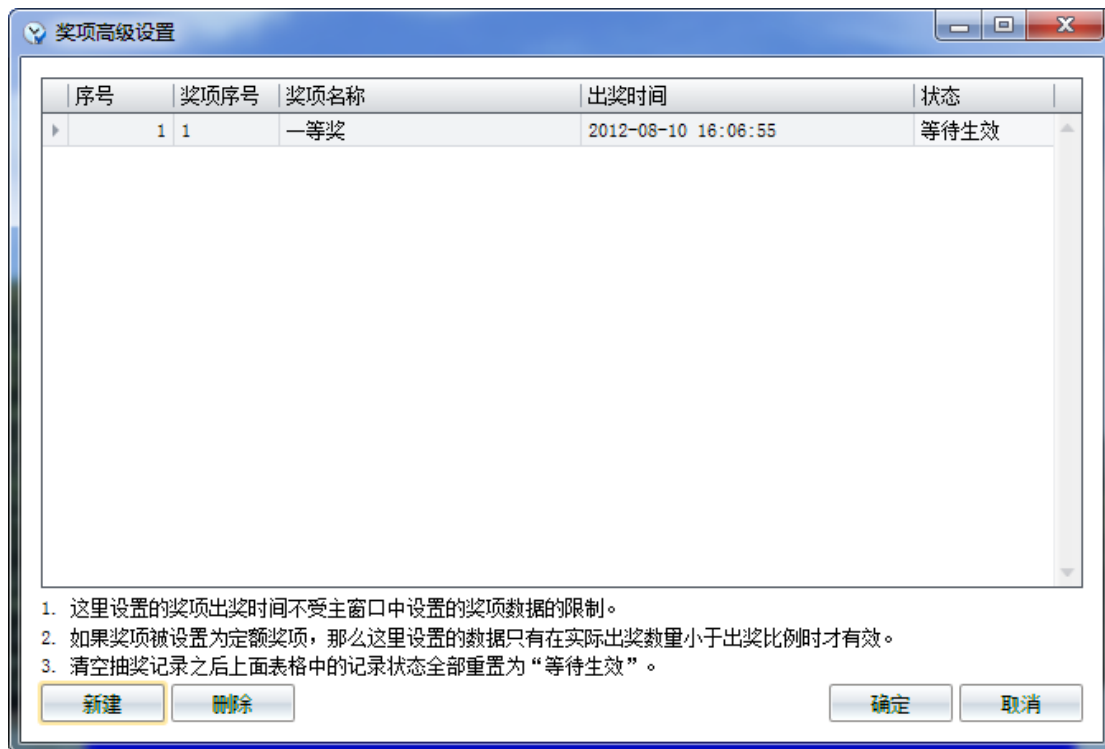 奖项高级设置
序号 奖项序号 奖项名称 出奖时间 状态
1 1 一等奖 2012-08-10 16:06:55 等待生效
1. 这里设置的奖项出奖时间不受主窗口中设置的奖项数据的限制。
2. 如果奖项被设置为定额奖项，那么这里设置的数据只有在实际出奖数量小于出奖比例时才有效。
3. 清空抽奖记录之后上面表格中的记录状态全部重置为“等待生效”。
新建 删除 确定 取消